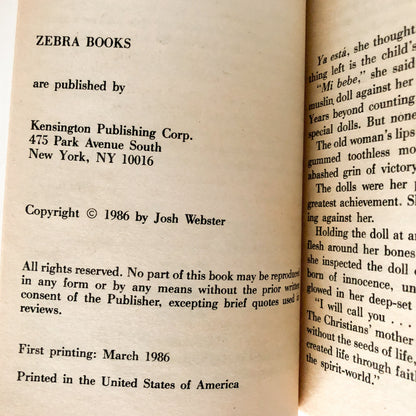 ZEBRA BOOKS
are published by
Kensington Publishing Corp.
475 Park Avenue South
New York, NY 10016
Copyright © 1986 by Josh Webster
All rights reserved. No part of this book may be reproduced
in any form or by any means without the prior written
consent of the Publisher, excepting brief quotes used in
reviews.
First printing: March 1986
Printed in the United States of America
Ya está, she thought,
thing left is the child's
"Mi bebe," she said
muslin doll against her
Years beyond counting
special dolls. But none
The old woman's lips
gummed toothless mo
abashed grin of victory
The dolls were her p
greatest achievement. S
ing against her.
Holding the doll at ar
flesh around her bones
she inspected the doll
born of innocence, un
glowed in her deep-set
"I will call you . . .
The Christians' mother
without the seeds of life,
created life through faith
the spirit-world."